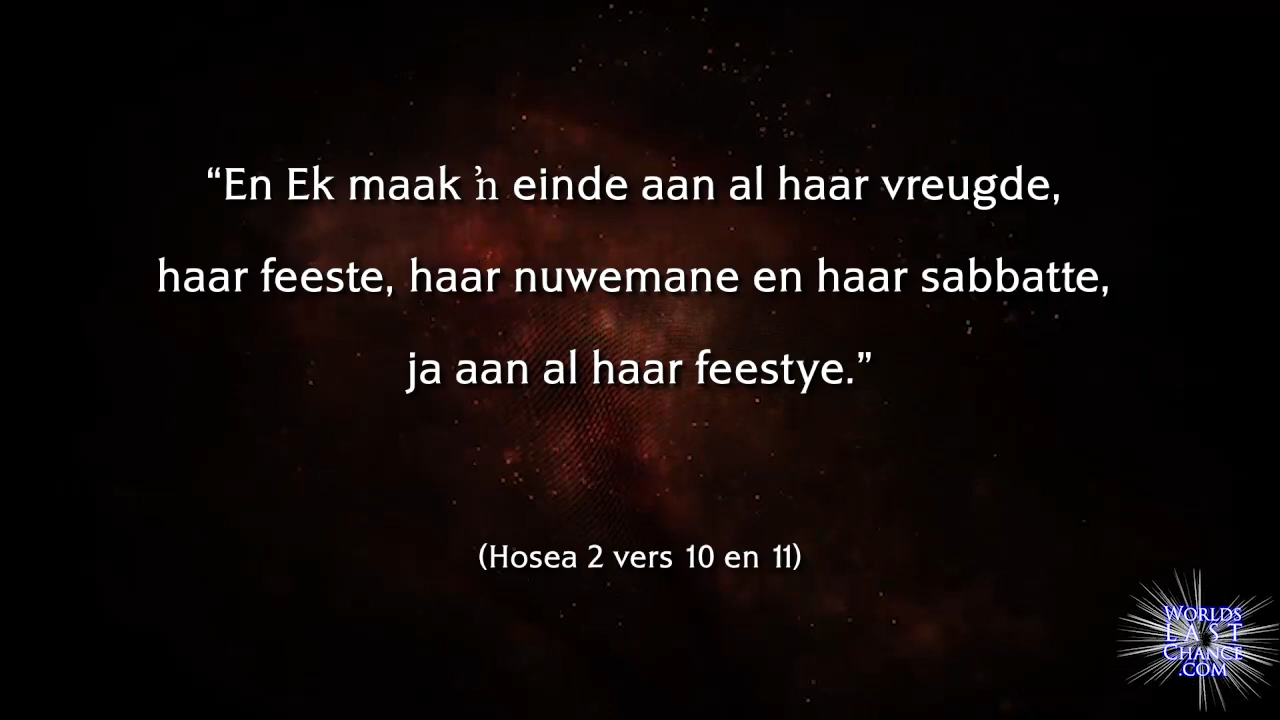 “En Ek maak ŉ einde aan al haar vreugde,
haar feeste, haar nuwemane en haar sabbatte,
ja aan al haar feestye.”
(Hosea 2 vers 10 en 11)
WORLDS
LAST
CHANCE
.COM